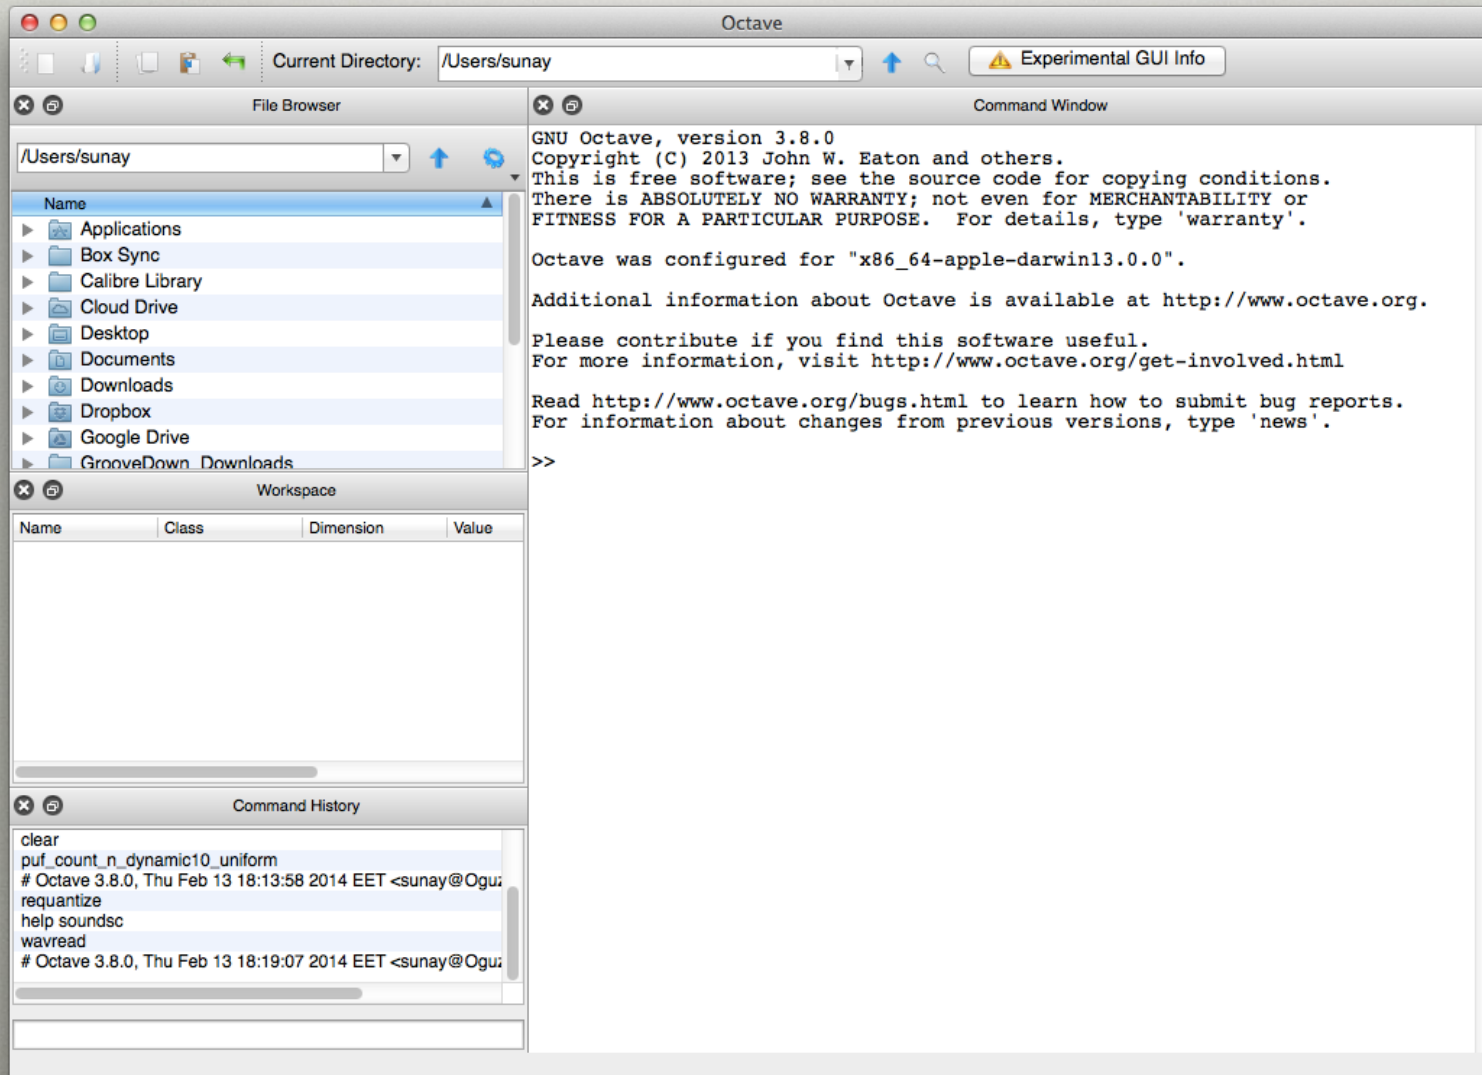 Octave
Current Directory: /Users/sunay Experimental GUI Info
File Browser
/Users/sunay
Name
Applications
Box Sync
Calibre Library
Cloud Drive
Desktop
Documents
Downloads
Dropbox
Google Drive
GrooveDown_Downloads
Workspace
Name Class Dimension Value
Command History
clear
puf_count_n_dynamic10_uniform
# Octave 3.8.0, Thu Feb 13 18:13:58 2014 EET <sunay@Oguz
requantize
help soundsc
wavread
# Octave 3.8.0, Thu Feb 13 18:19:07 2014 EET <sunay@Oguz
Command Window
GNU Octave, version 3.8.0
Copyright (C) 2013 John W. Eaton and others.
This is free software; see the source code for copying conditions.
There is ABSOLUTELY NO WARRANTY; not even for MERCHANTABILITY or
FITNESS FOR A PARTICULAR PURPOSE.  For details, type 'warranty'.
Octave was configured for "x86_64-apple-darwin13.0.0".
Additional information about Octave is available at http://www.octave.org.
Please contribute if you find this software useful.
For more information, visit http://www.octave.org/get-involved.html
Read http://www.octave.org/bugs.html to learn how to submit bug reports.
For information about changes from previous versions, type 'news'.
>>